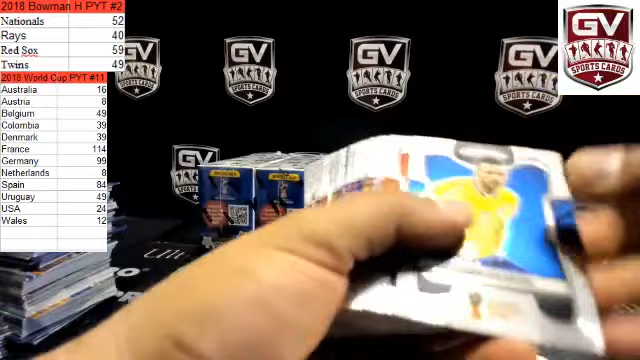 2018 Bowman H PYT #2
Nationals 52
Rays 40
Red Sox 59
Twins 49
2018 World Cup PYT #11
Australia 16
Austria 8
Belgium 49
Colombia 39
Denmark 39
France 114
Germany 99
Netherlands 8
Spain 84
Uruguay 49
USA 24
Wales 12
GV
SPORTS CARDS
GV
SPORTS CARDS
GV
SPORTS CARDS
GV
SPORTS CARDS
GV
SPORTS CARDS
GV
SPORTS CARDS